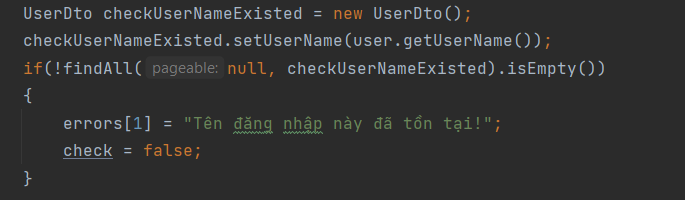 UserDto checkUserNameExisted = new UserDto();
checkUserNameExisted.setUserName(user.getUserName());
if(!findAll( pageable: null, checkUserNameExisted).isEmpty())
{
errors[1] = "Tên đăng nhập này đã tồn tại!";
check = false;
}